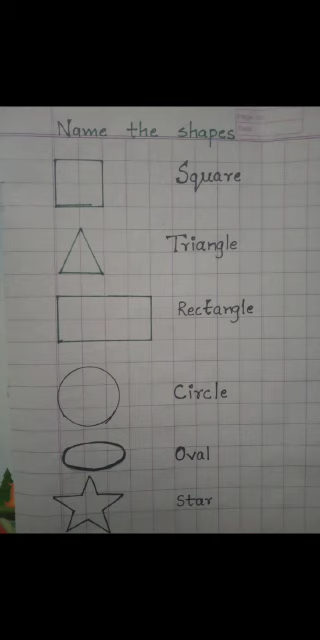 Name the shapes
Square
Triangle
Rectangle
Circle
Oval
Star